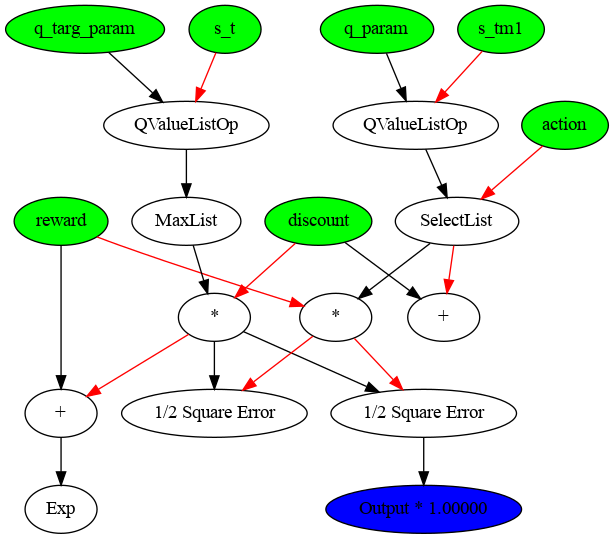 q_targ_param
s_t
q_param
s_tm1
QValueListOp
QValueListOp
action
reward
MaxList
discount
SelectList
*
*
+
+
1/2 Square Error
1/2 Square Error
Exp
Output * 1.00000